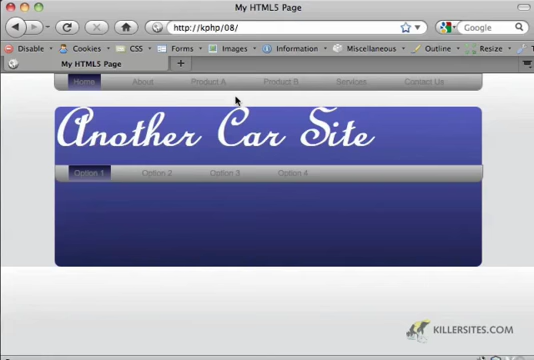 My HTML5 Page
http://kphp/08/
Google
Disable Cookies CSS Forms Images Information Miscellaneous Outline Resize
My HTML5 Page
Home About Product A Product B Services Contact Us
Another Car Site
Option 1 Option 2 Option 3 Option 4
KILLERSITES.COM